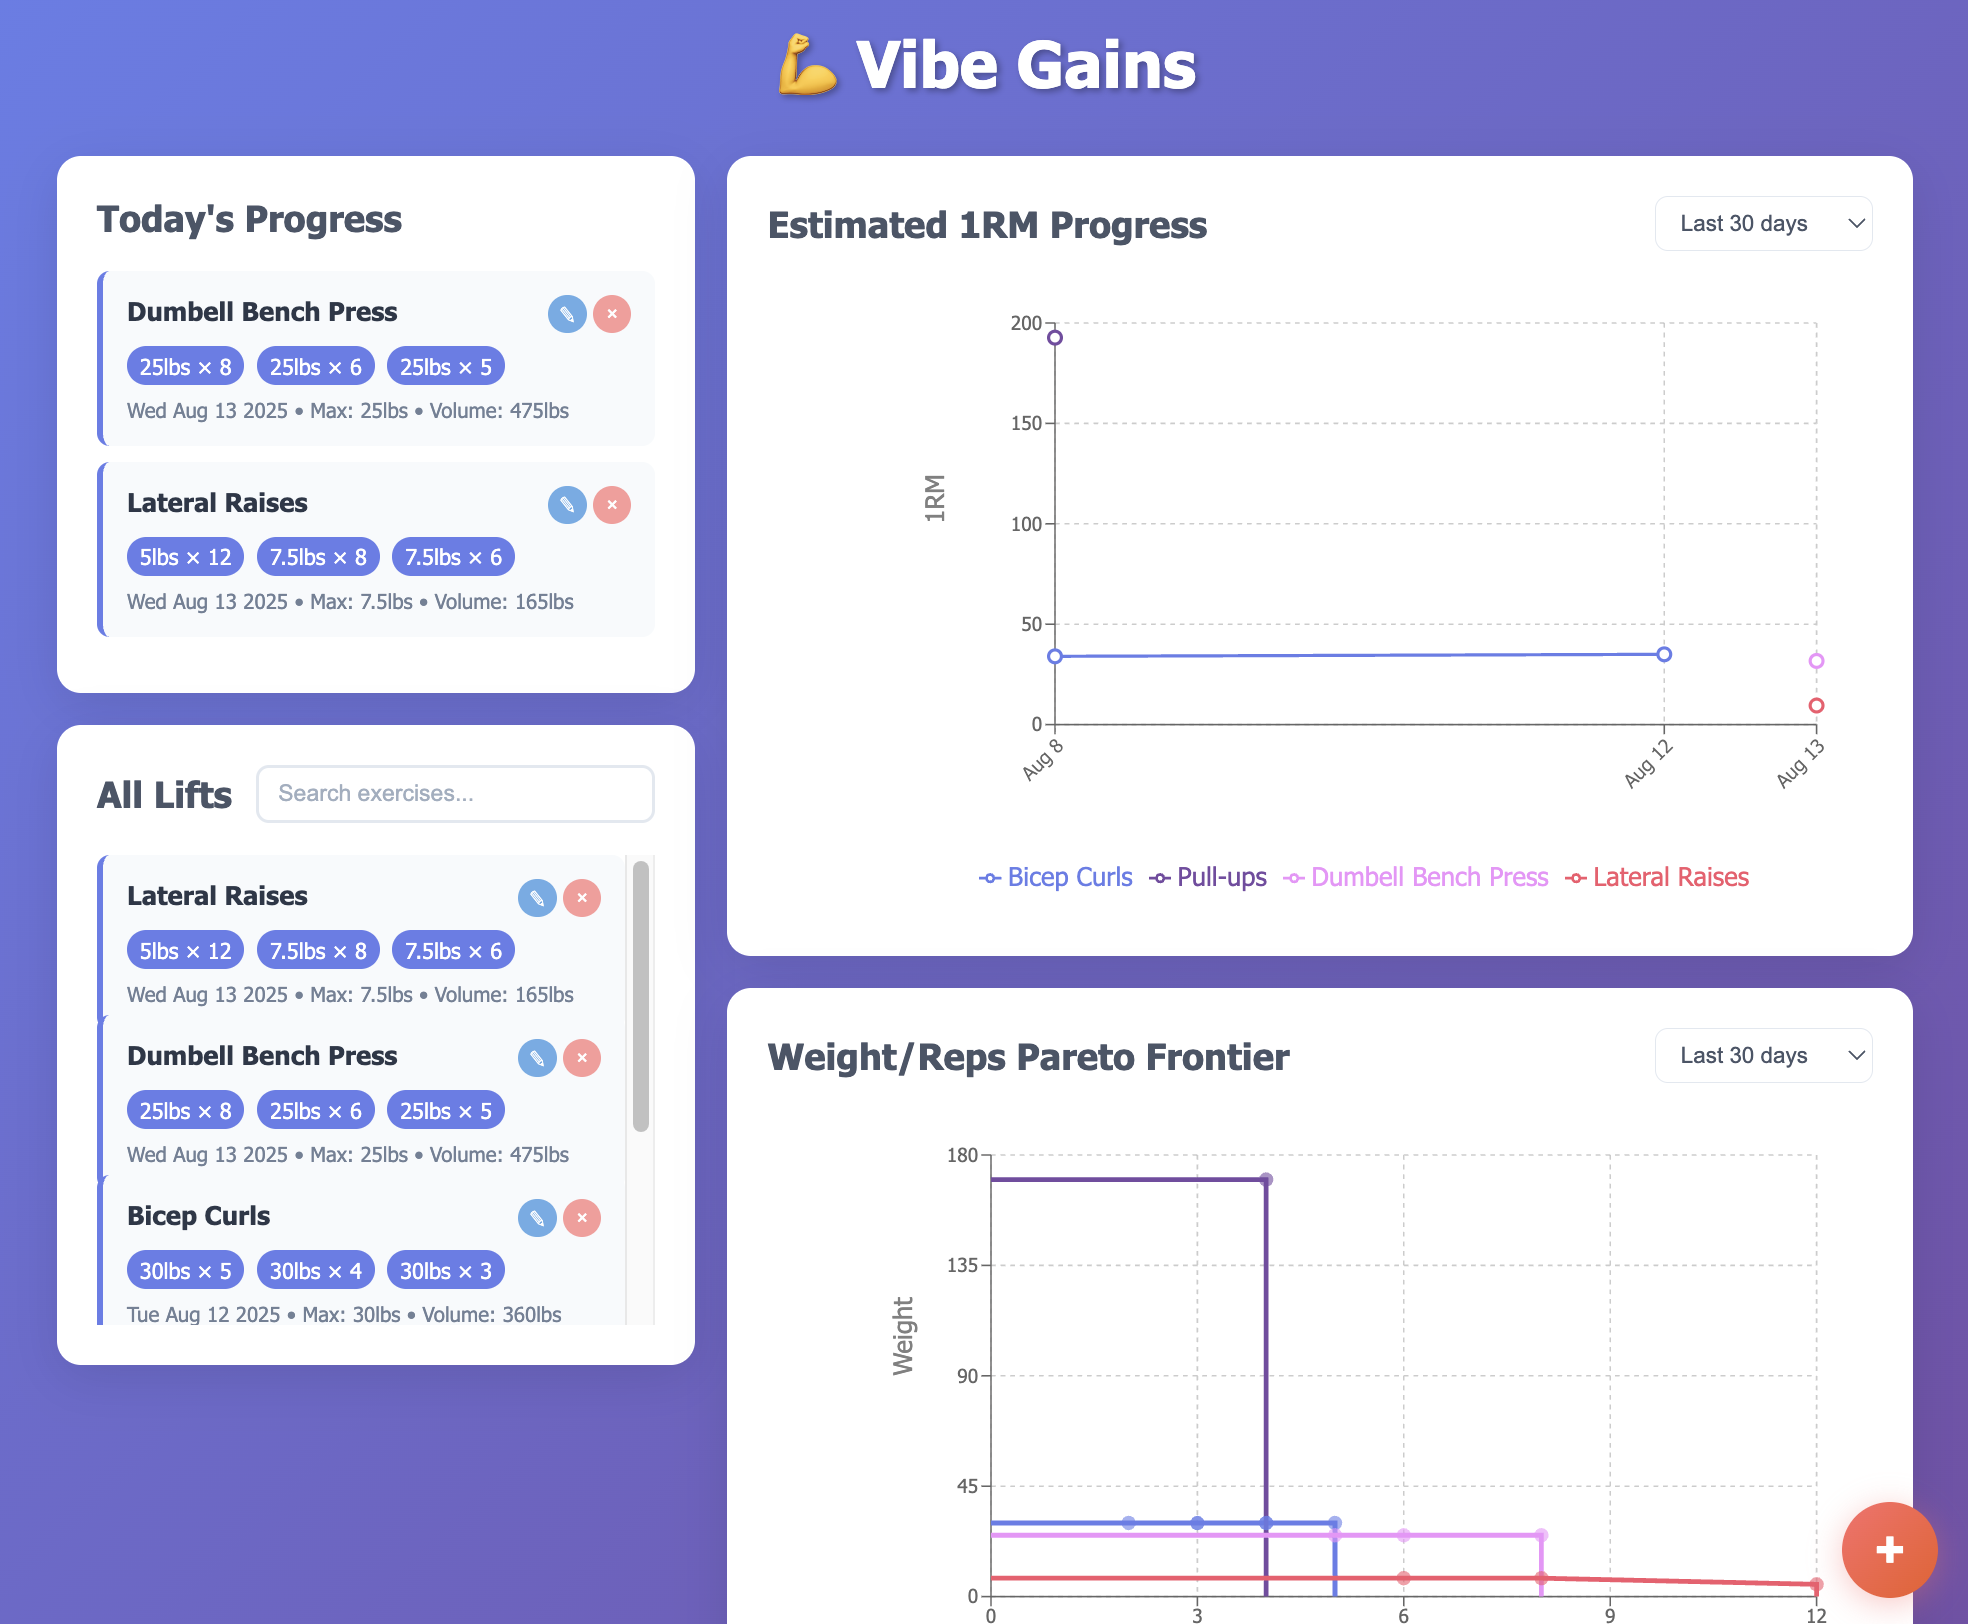 💪 Vibe Gains
Today's Progress
Dumbell Bench Press
25lbs × 8 25lbs × 6 25lbs × 5
Wed Aug 13 2025 • Max: 25lbs • Volume: 475lbs
Lateral Raises
5lbs × 12 7.5lbs × 8 7.5lbs × 6
Wed Aug 13 2025 • Max: 7.5lbs • Volume: 165lbs
All Lifts
Search exercises...
Lateral Raises
5lbs × 12 7.5lbs × 8 7.5lbs × 6
Wed Aug 13 2025 • Max: 7.5lbs • Volume: 165lbs
Dumbell Bench Press
25lbs × 8 25lbs × 6 25lbs × 5
Wed Aug 13 2025 • Max: 25lbs • Volume: 475lbs
Bicep Curls
30lbs × 5 30lbs × 4 30lbs × 3
Tue Aug 12 2025 • Max: 30lbs • Volume: 360lbs
Estimated 1RM Progress
Last 30 days
200
150
100
50
0
1RM
Aug 8 Aug 12 Aug 13
Bicep Curls Pull-ups Dumbell Bench Press Lateral Raises
Weight/Reps Pareto Frontier
Last 30 days
180
135
90
45
0
Weight
0 3 6 9 12